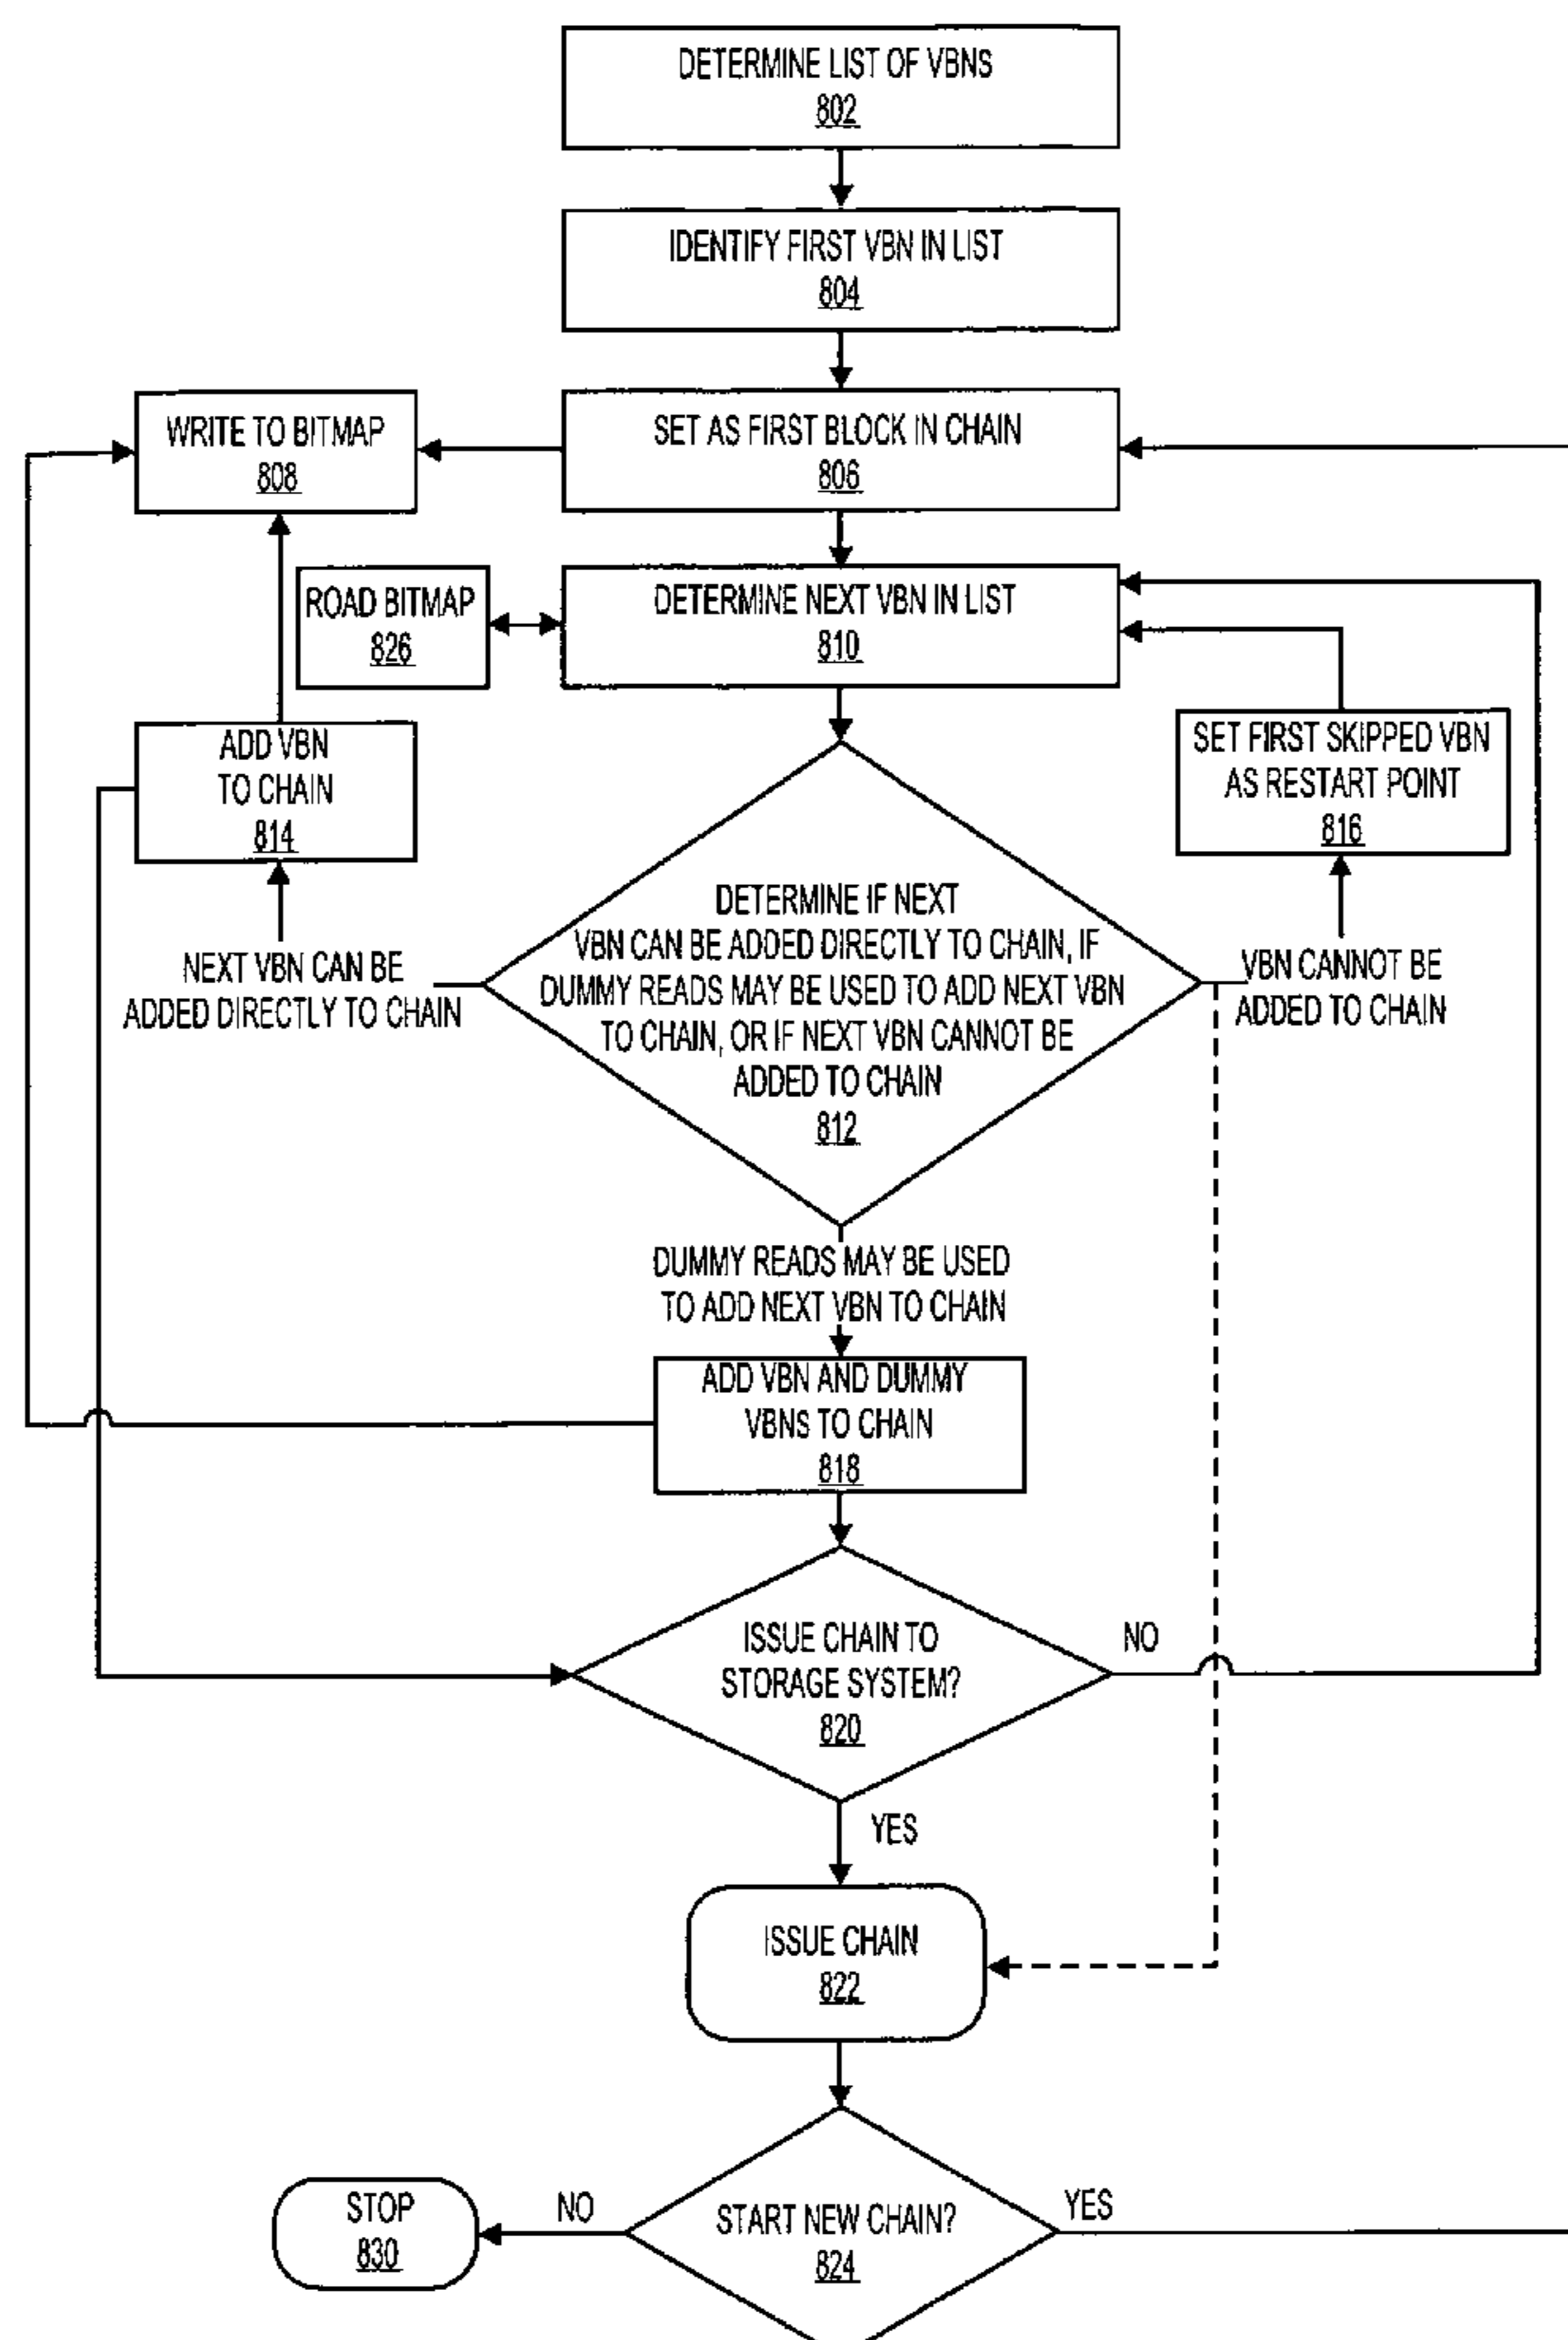 DETERMINE LIST OF VBNS
802
IDENTIFY FIRST VBN IN LIST
804
WRITE TO BITMAP
808
SET AS FIRST BLOCK IN CHAIN
806
ROAD BITMAP
826
DETERMINE NEXT VBN IN LIST
810
ADD VBN
TO CHAIN
814
SET FIRST SKIPPED VBN
AS RESTART POINT
816
NEXT VBN CAN BE
ADDED DIRECTLY TO CHAIN
DETERMINE IF NEXT
VBN CAN BE ADDED DIRECTLY TO CHAIN, IF
DUMMY READS MAY BE USED TO ADD NEXT VBN
TO CHAIN, OR IF NEXT VBN CANNOT BE
ADDED TO CHAIN
812
VBN CANNOT BE
ADDED TO CHAIN
DUMMY READS MAY BE USED
TO ADD NEXT VBN TO CHAIN
ADD VBN AND DUMMY
VBNS TO CHAIN
818
ISSUE CHAIN TO
STORAGE SYSTEM?
820
NO
YES
ISSUE CHAIN
822
STOP
830
NO
START NEW CHAIN?
824
YES